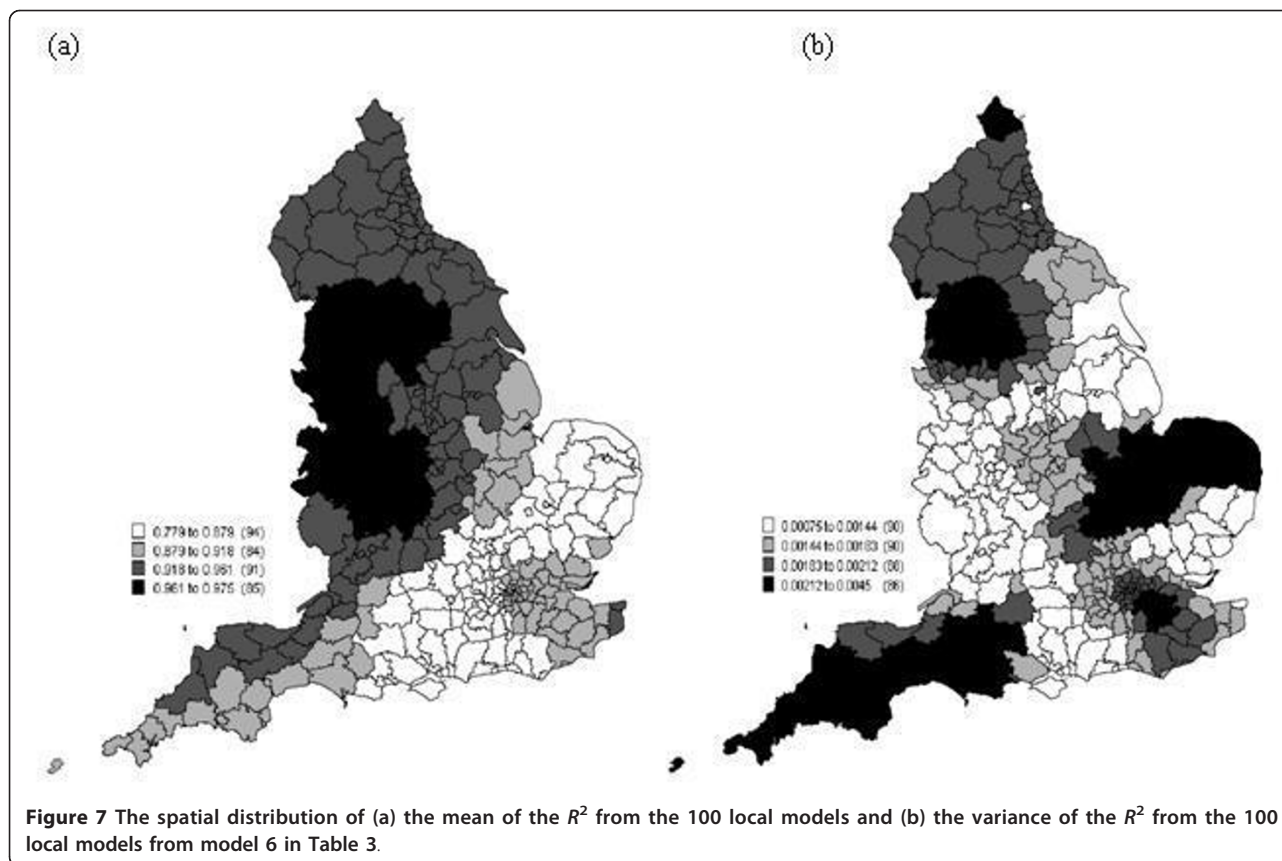 (a)
(b)
0.779 to 0.879 (94)
0.879 to 0.918 (84)
0.918 to 0.961 (91)
0.961 to 0.975 (85)
0.00075 to 0.00144 (90)
0.00144 to 0.00183 (90)
0.00183 to 0.00212 (88)
0.00212 to 0.0045 (86)
Figure 7 The spatial distribution of (a) the mean of the R² from the 100 local models and (b) the variance of the R² from the 100
local models from model 6 in Table 3.